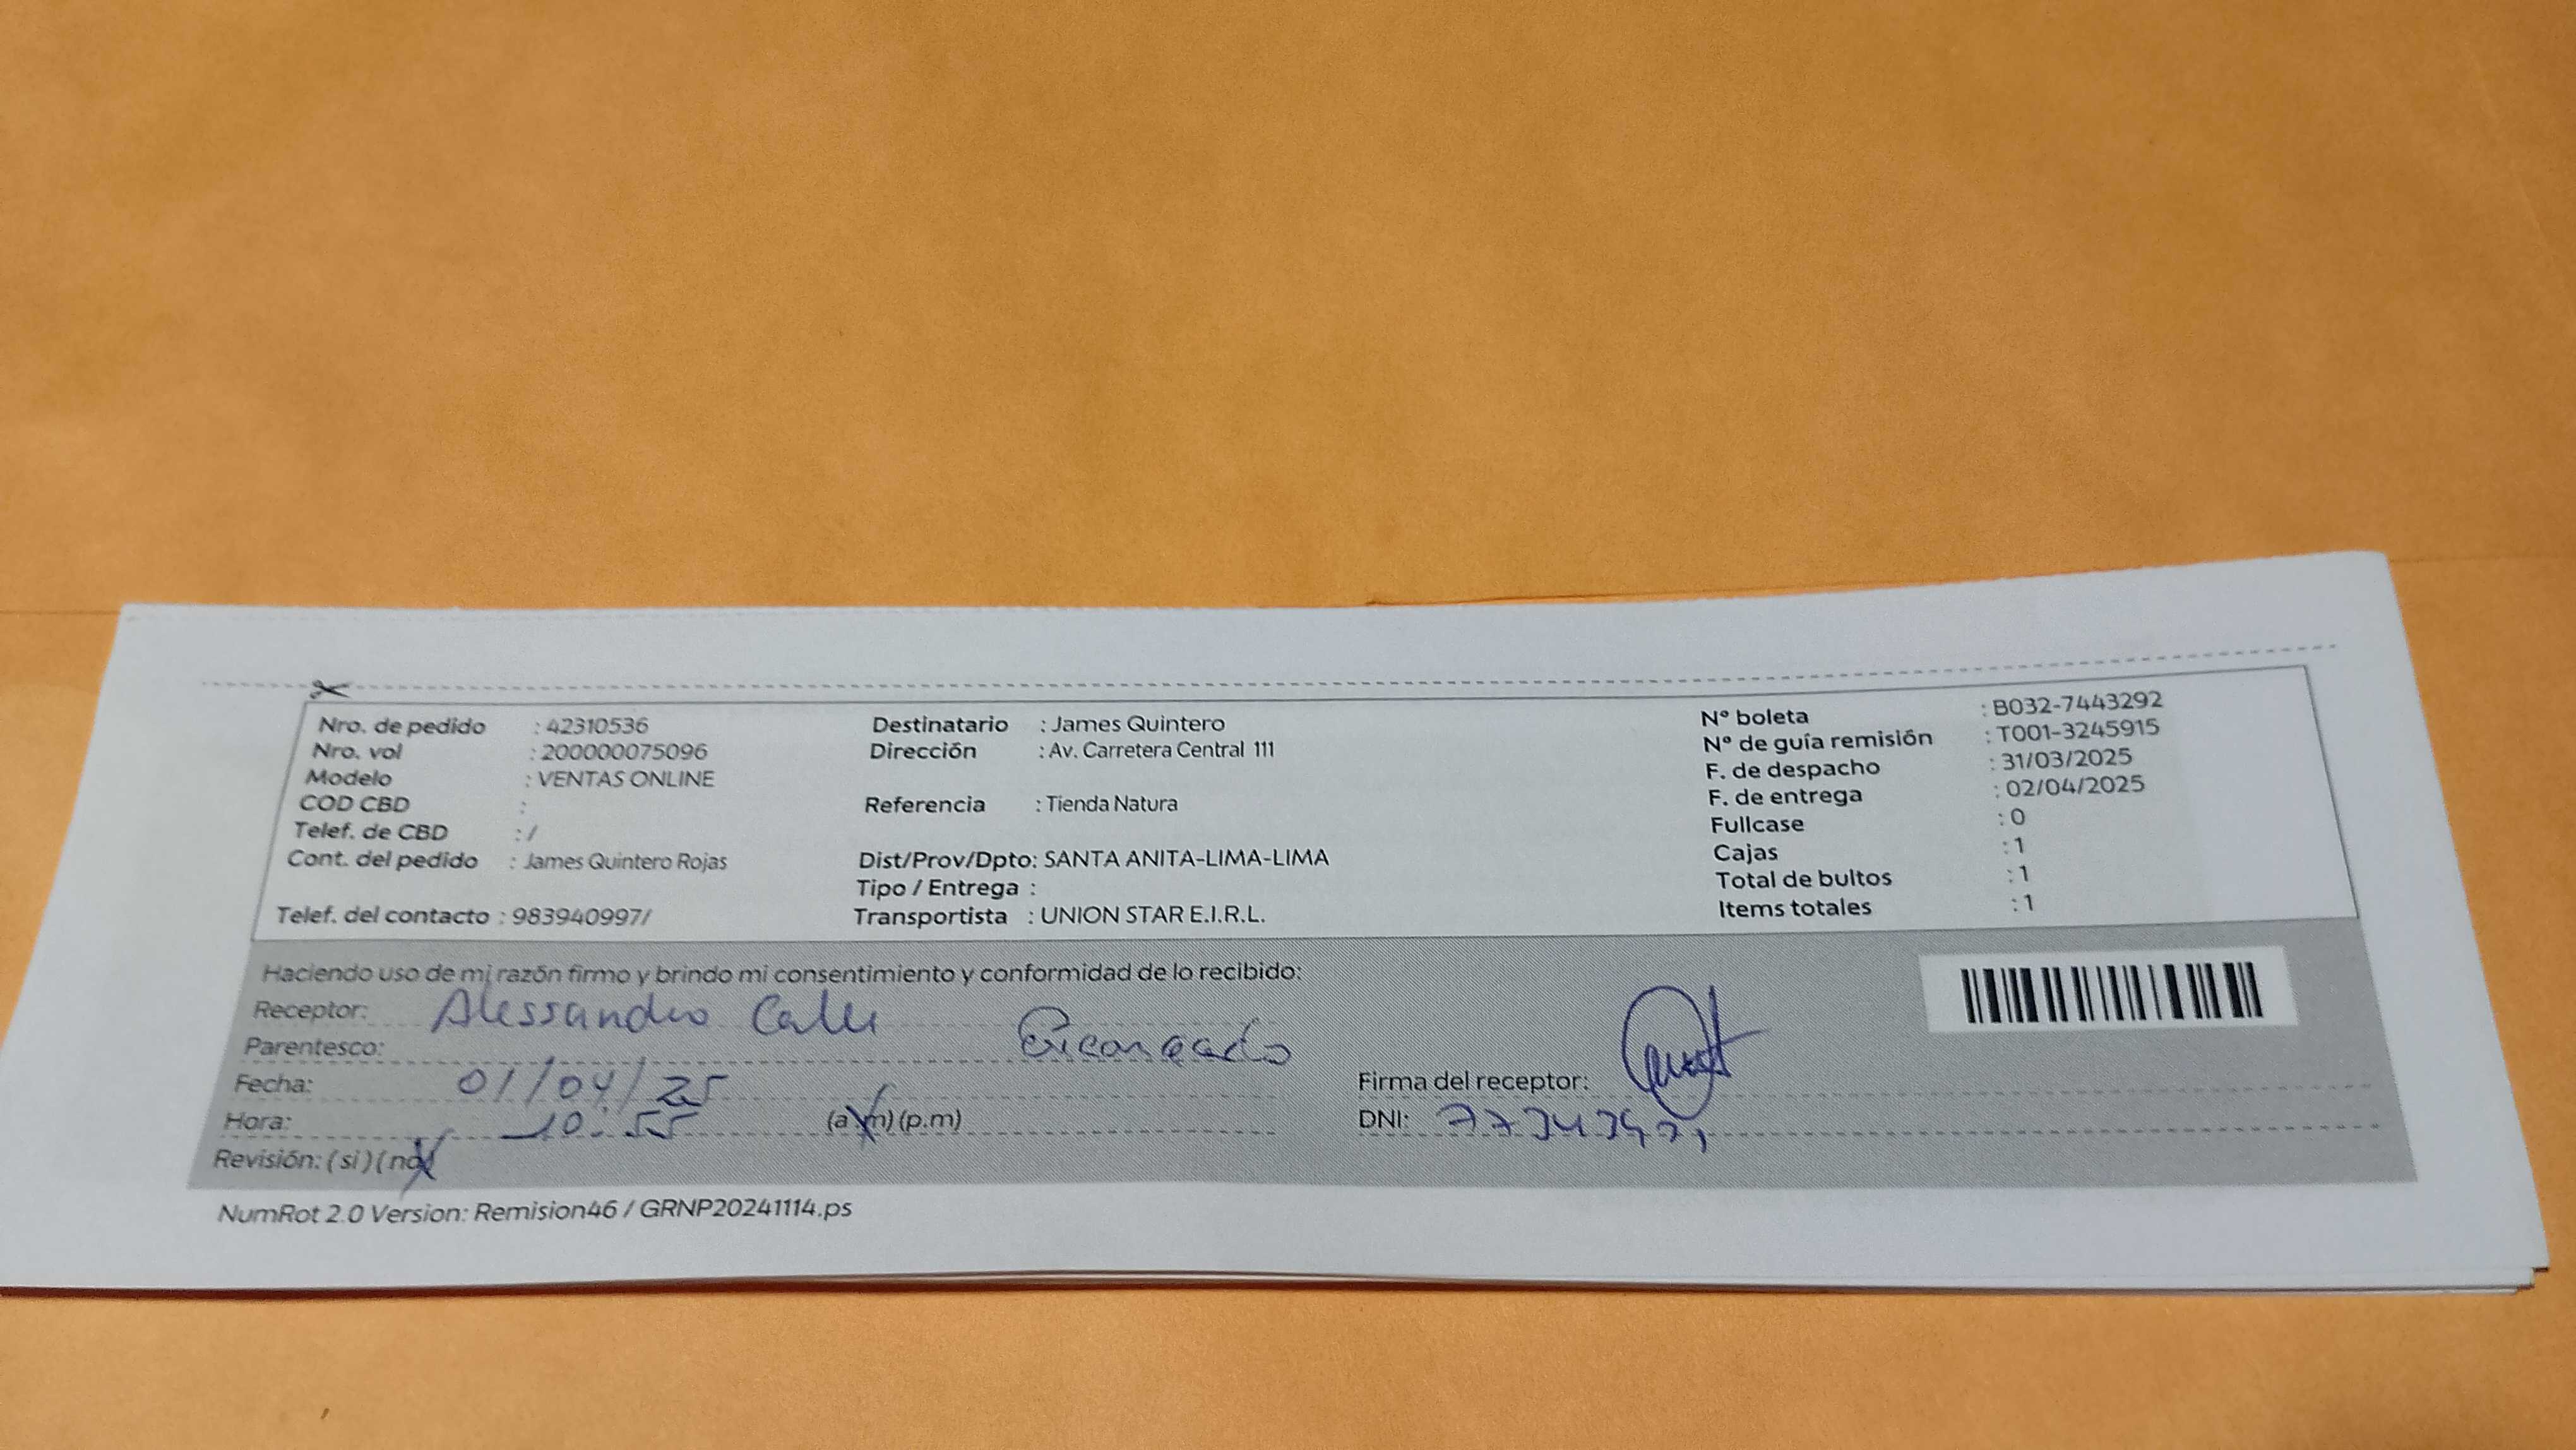 Nro. de pedido : 42310536
Nro. vol : 200000075096
Modelo : VENTAS ONLINE
COD CBD :
Telef. de CBD : /
Cont. del pedido : James Quintero Rojas
Telef. del contacto : 983940997/
Destinatario : James Quintero
Dirección : Av. Carretera Central 111
Referencia : Tienda Natura
Dist/Prov/Dpto: SANTA ANITA-LIMA-LIMA
Tipo / Entrega :
Transportista : UNION STAR E.I.R.L.
N° boleta : B032-7443292
N° de guía remisión : T001-3245915
F. de despacho : 31/03/2025
F. de entrega : 02/04/2025
Fullcase : 0
Cajas : 1
Total de bultos : 1
Items totales : 1
Haciendo uso de mi razón firmo y brindo mi consentimiento y conformidad de lo recibido:
Receptor: Alessandro
Parentesco: Encargado
Fecha: 01/04/25
Hora: 10:55 (a.m) (p.m)
Revisión: (si) (no)
Firma del receptor:
DNI:
NumRot 2.0 Version: Remision46 / GRNP20241114.ps